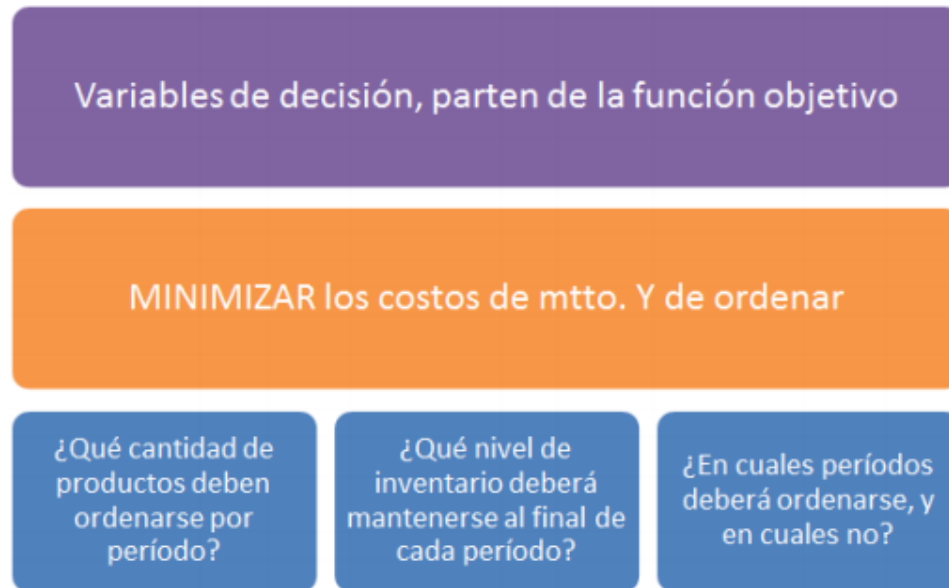 Variables de decisión, parten de la función objetivo
MINIMIZAR los costos de mtto. Y de ordenar
¿Qué cantidad de
productos deben
ordenarse por
período?
¿Qué nivel de
inventario deberá
mantenerse al final de
cada período?
¿En cuales períodos
deberá ordenarse, y
en cuales no?